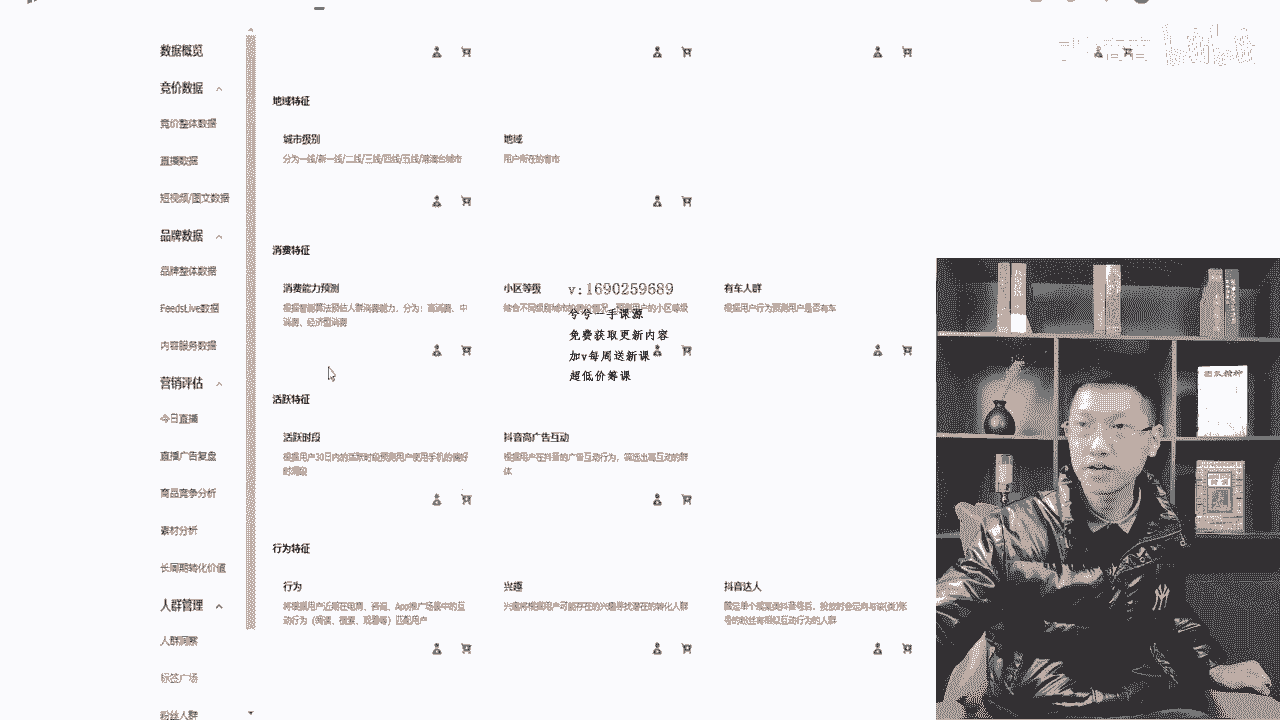 数据概览
竞价数据
竞价整体数据
直播数据
短视频/图文数据
品牌数据
品牌整体数据
FeedsLive数据
内容服务数据
营销评估
今日直播
直播广告复盘
商品竞争分析
素材分析
长周期转化价值
人群管理
人群洞察
标签广场
粉丝人群
地域特征
城市级别
分为一线/新一线/二线/三线/四线/五线/港澳台城市
地域
用户所在的省市
消费特征
消费能力预测
根据智能算法预估人群消费能力，分为：高消费、中
消费、经济型消费
小区等级
有车人群
根据用户行为预测用户是否有车
v:1690259689
兮兮一手课源
免费获取更新内容
加v每周送新课
超低价筹课
活跃特征
活跃时段
根据用户30日内的活跃时段预测用户使用手机的偏好
时间段
抖音高广告互动
根据用户在抖音的广告互动行为，筛选出高互动的群
体
行为特征
行为
将根据用户近期在电商、资讯、App推广场景中的互
动行为（阅读、搜索、观看等）匹配用户
兴趣
兴趣将根据用户可能存在的兴趣寻找潜在的转化人群
抖音达人
团队精神